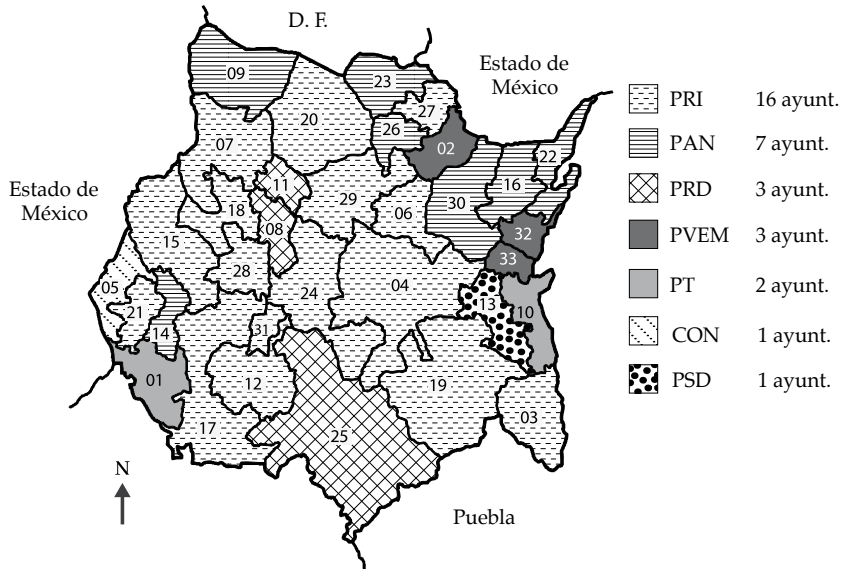 D. F.
Estado de
México
Estado de
México
Puebla
N
09
23
27
20
26
02
07
22
16
11
18
29
06
30
08
32
15
33
28
05
04
24
13
10
21
31
14
01
12
19
03
17
25
PRI 16 ayunt.
PAN 7 ayunt.
PRD 3 ayunt.
PVEM 3 ayunt.
PT 2 ayunt.
CON 1 ayunt.
PSD 1 ayunt.